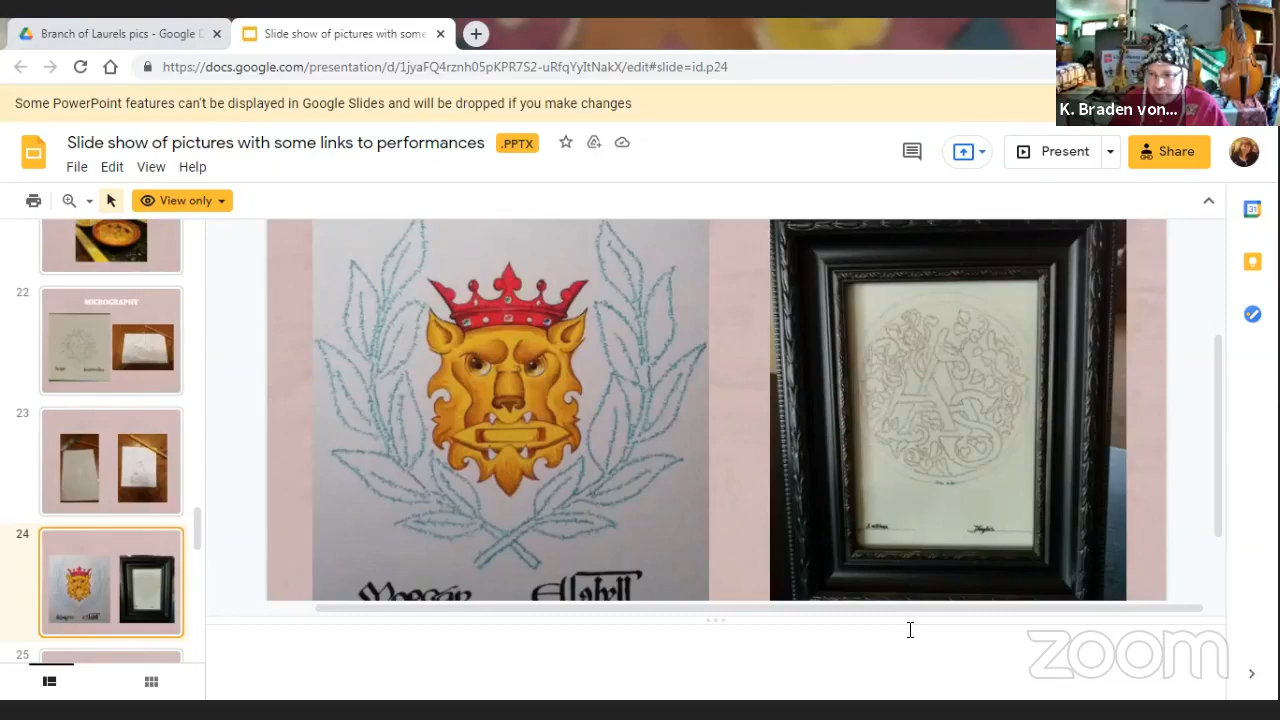 Branch of Laurels pics - Google D
Slide show of pictures with some
https://docs.google.com/presentation/d/1jyaFQ4rznh05pKPR7S2-uRfqYyItNakX/edit#slide=id.p24
K. Braden von...
Some PowerPoint features can't be displayed in Google Slides and will be dropped if you make changes
Slide show of pictures with some links to performances .PPTX
File Edit View Help
Present
Share
View only
31
22
MICROGRAPHY
23
24
25
zoom